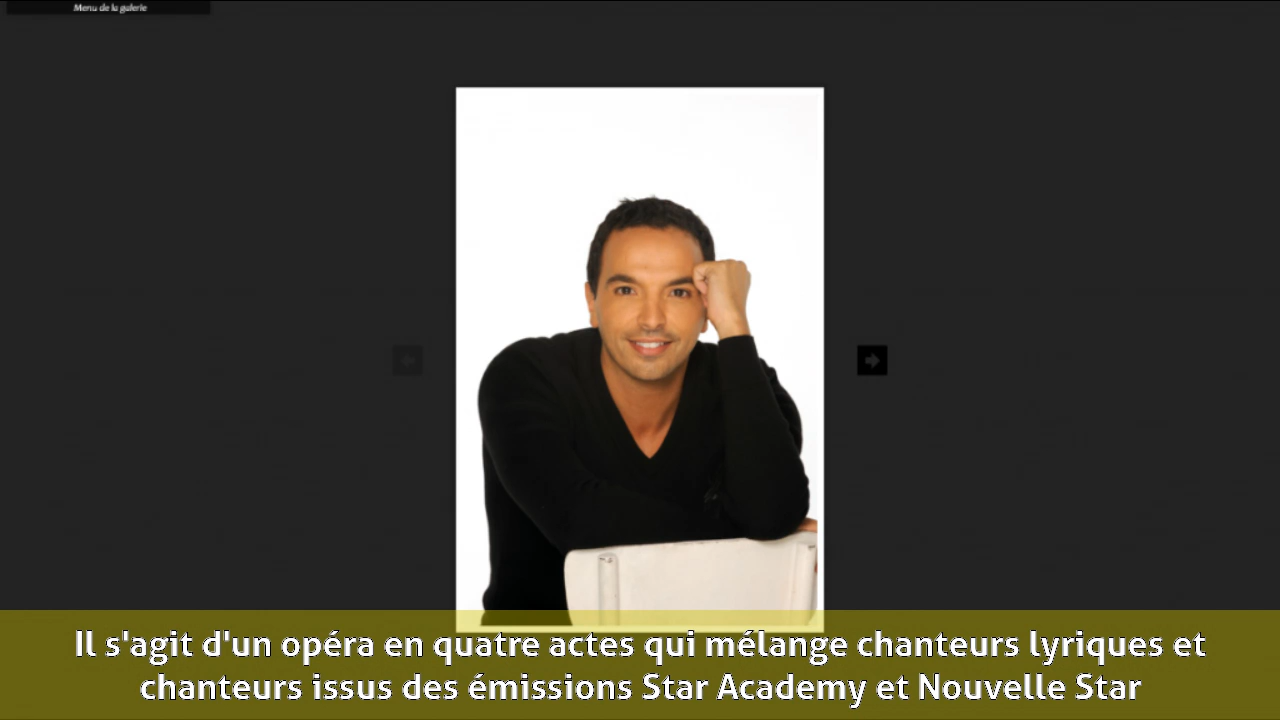 Menu de la galerie
Il s'agit d'un opéra en quatre actes qui mélange chanteurs lyriques et
chanteurs issus des émissions Star Academy et Nouvelle Star